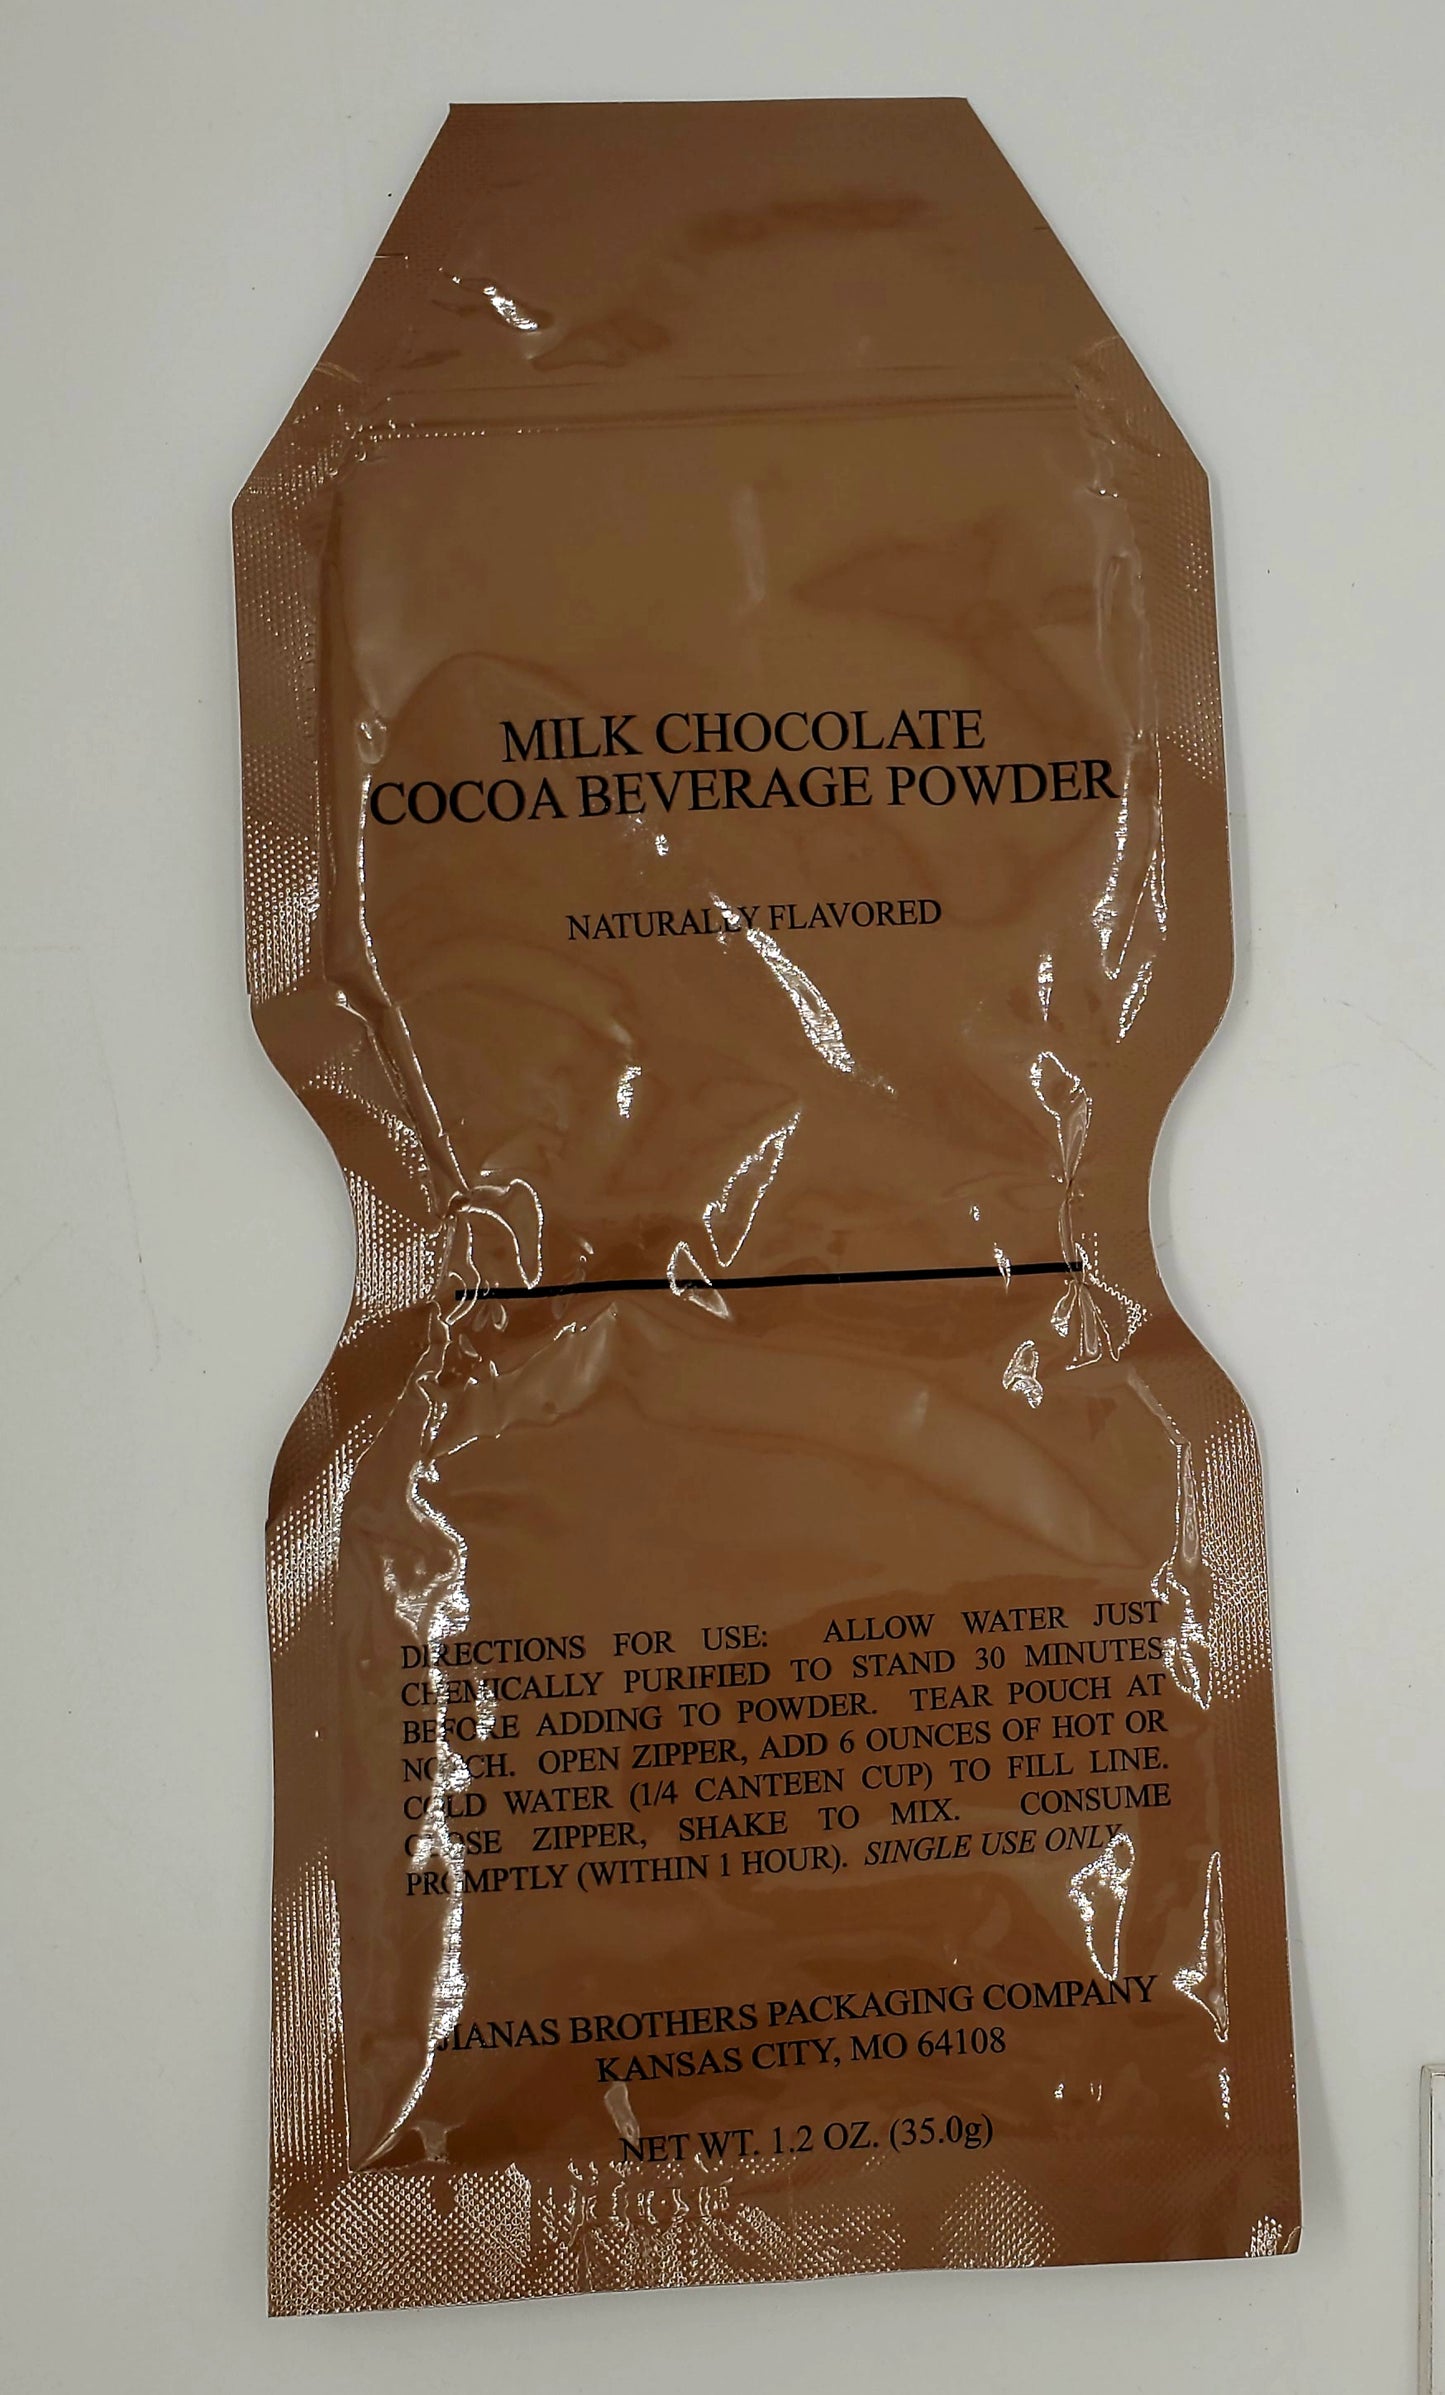 MILK CHOCOLATE
COCOA BEVERAGE POWDER
NATURALLY FLAVORED
DIRECTIONS FOR USE: ALLOW WATER JUST
CHEMICALLY PURIFIED TO STAND 30 MINUTES
BEFORE ADDING TO POWDER. TEAR POUCH AT
NOTCH. OPEN ZIPPER, ADD 6 OUNCES OF HOT OR
COLD WATER (1/4 CANTEEN CUP) TO FILL LINE.
CLOSE ZIPPER, SHAKE TO MIX. CONSUME
PROMPTLY (WITHIN 1 HOUR). SINGLE USE ONLY.
JIANAS BROTHERS PACKAGING COMPANY
KANSAS CITY, MO 64108
NET WT. 1.2 OZ. (35.0g)